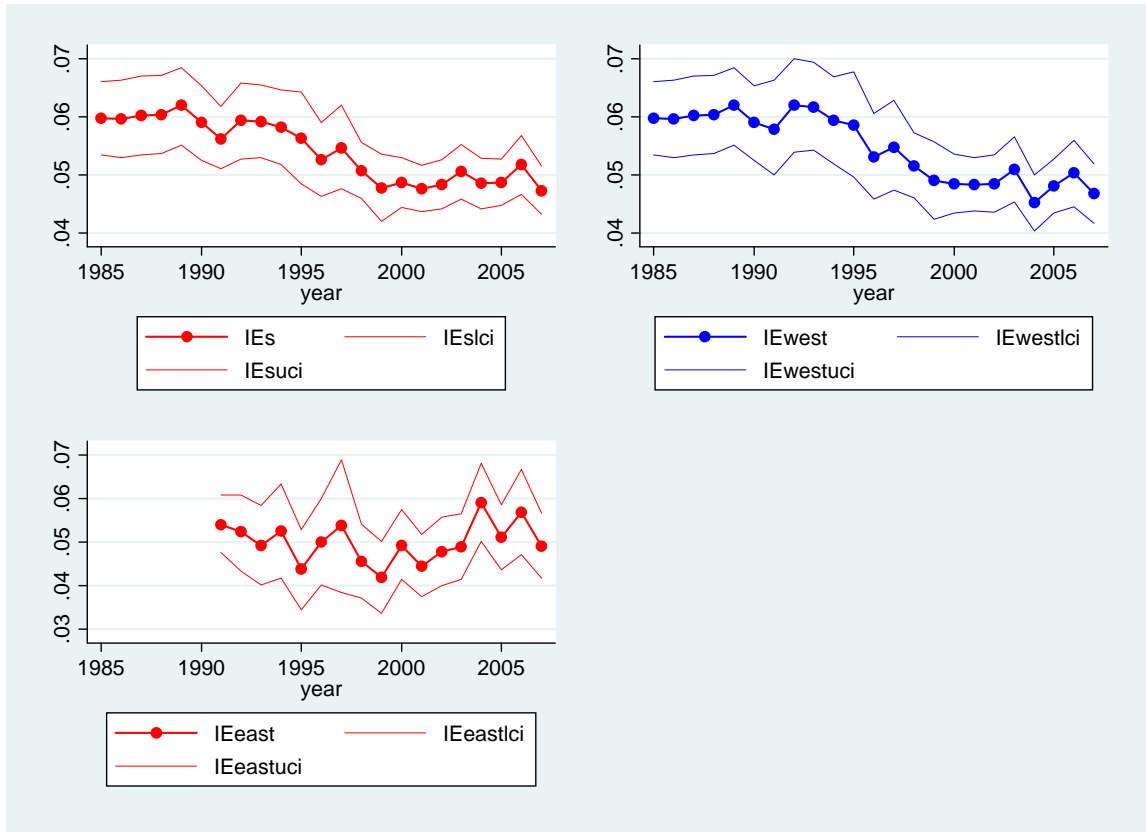 .07
.06
.05
.04
1985 1990 1995 2000 2005
year
IEs IEslci
IEsuci
.07
.06
.05
.04
1985 1990 1995 2000 2005
year
IEwest IEwestlci
IEwestuci
.07
.06
.05
.04
.03
1985 1990 1995 2000 2005
year
IEeast IEeastlci
IEeastuci